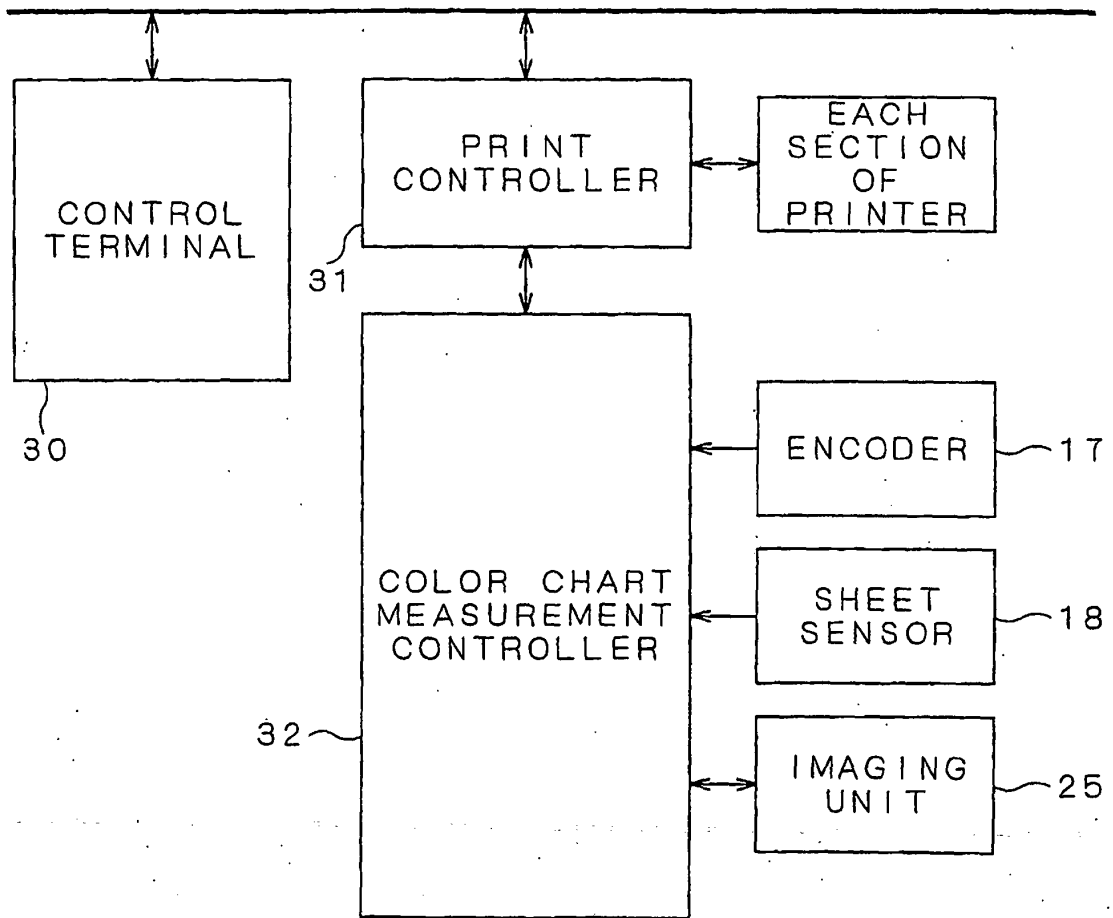 CONTROL
TERMINAL
30
PRINT
CONTROLLER
31
EACH
SECTION
OF
PRINTER
COLOR CHART
MEASUREMENT
CONTROLLER
32
ENCODER
17
SHEET
SENSOR
18
IMAGING
UNIT
25